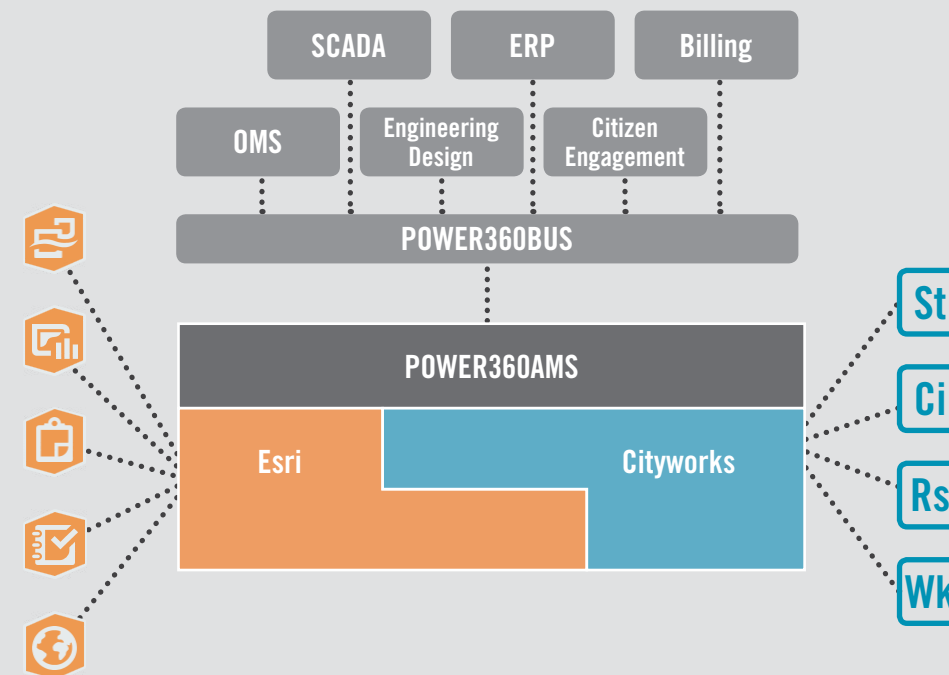 SCADA
ERP
Billing
OMS
Engineering
Design
Citizen
Engagement
POWER360BUS
POWER360AMS
Esri
Cityworks
St
Ci
Rs
Wk